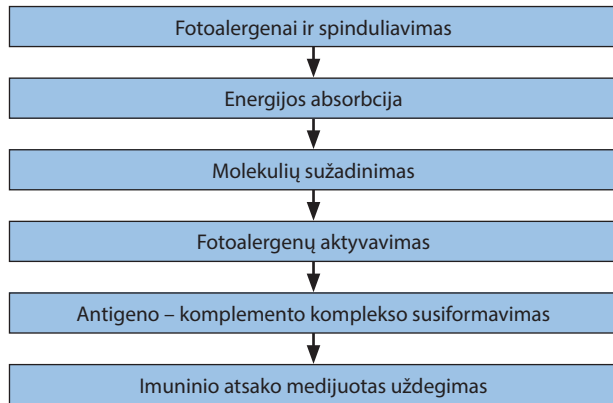 Fotoalergenai ir spinduliavimas
Energijos absorbcija
Molekulių sužadinimas
Fotoalergenų aktyvavimas
Antigeno – komplemento komplekso susiformavimas
Imuninio atsako medijuotas uždegimas